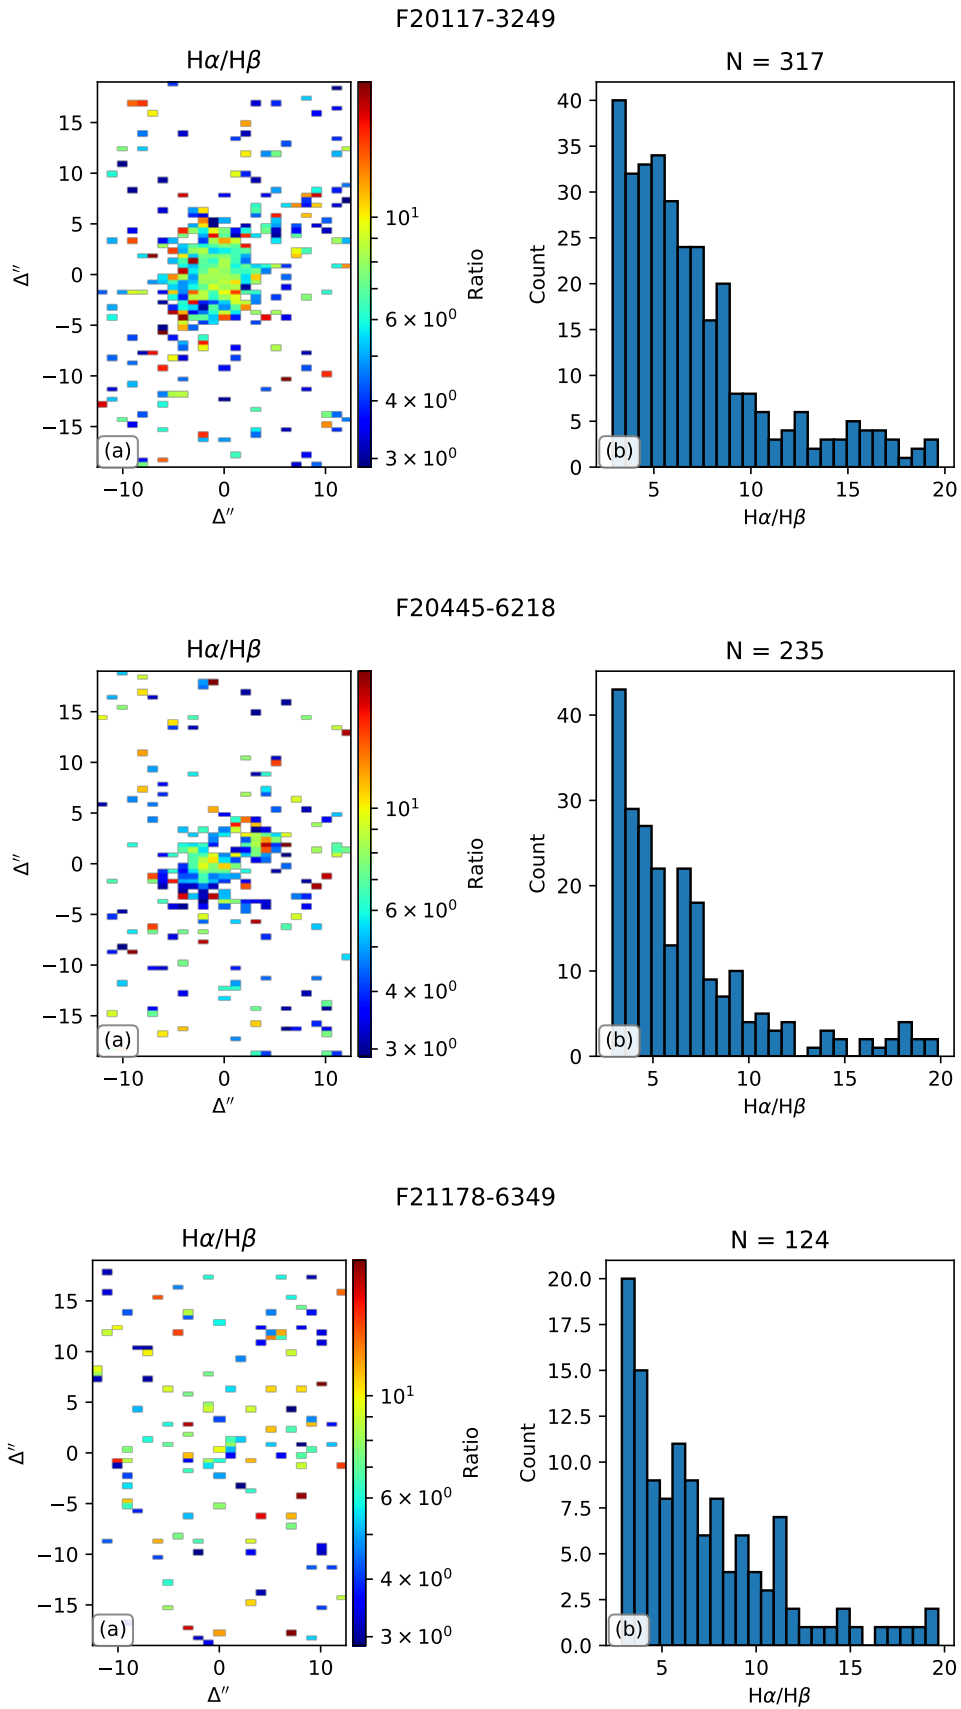 F20117-3249
Hα/Hβ
N = 317
15
10
5
0
−5
−10
−15
Δ″
−10
0
10
Δ″
(a)
10¹
6 × 10⁰
4 × 10⁰
3 × 10⁰
Ratio
40
35
30
25
20
15
10
5
0
Count
5
10
15
20
Hα/Hβ
(b)
F20445-6218
Hα/Hβ
N = 235
15
10
5
0
−5
−10
−15
Δ″
−10
0
10
Δ″
(a)
10¹
6 × 10⁰
4 × 10⁰
3 × 10⁰
Ratio
40
30
20
10
0
Count
5
10
15
20
Hα/Hβ
(b)
F21178-6349
Hα/Hβ
N = 124
15
10
5
0
−5
−10
−15
Δ″
−10
0
10
Δ″
(a)
10¹
6 × 10⁰
4 × 10⁰
3 × 10⁰
Ratio
20.0
17.5
15.0
12.5
10.0
7.5
5.0
2.5
0.0
Count
5
10
15
20
Hα/Hβ
(b)